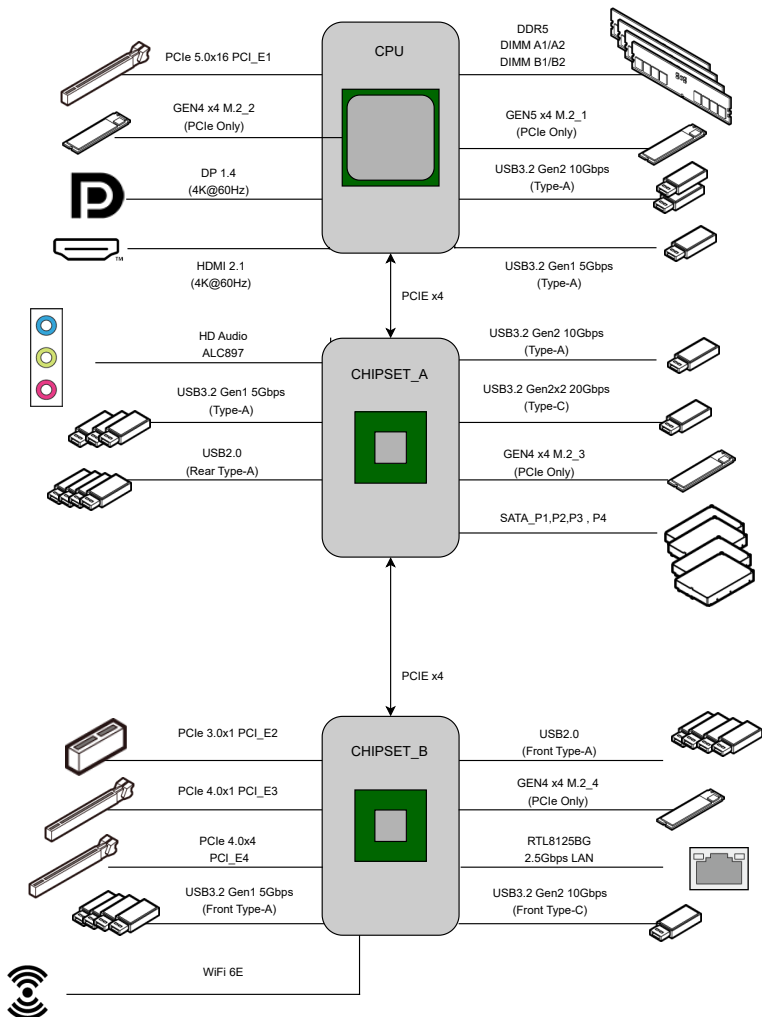 CPU
PCIe 5.0x16 PCI_E1
DDR5
DIMM A1/A2
DIMM B1/B2
GEN4 x4 M.2_2
(PCIe Only)
GEN5 x4 M.2_1
(PCIe Only)
DP 1.4
(4K@60Hz)
USB3.2 Gen2 10Gbps
(Type-A)
HDMI 2.1
(4K@60Hz)
TM
USB3.2 Gen1 5Gbps
(Type-A)
PCIE x4
HD Audio
ALC897
USB3.2 Gen2 10Gbps
(Type-A)
CHIPSET_A
USB3.2 Gen1 5Gbps
(Type-A)
USB3.2 Gen2x2 20Gbps
(Type-C)
USB2.0
(Rear Type-A)
GEN4 x4 M.2_3
(PCIe Only)
SATA_P1,P2,P3 , P4
PCIE x4
PCIe 3.0x1 PCI_E2
CHIPSET_B
USB2.0
(Front Type-A)
PCIe 4.0x1 PCI_E3
GEN4 x4 M.2_4
(PCIe Only)
PCIe 4.0x4
PCI_E4
RTL8125BG
2.5Gbps LAN
USB3.2 Gen1 5Gbps
(Front Type-A)
USB3.2 Gen2 10Gbps
(Front Type-C)
WiFi 6E